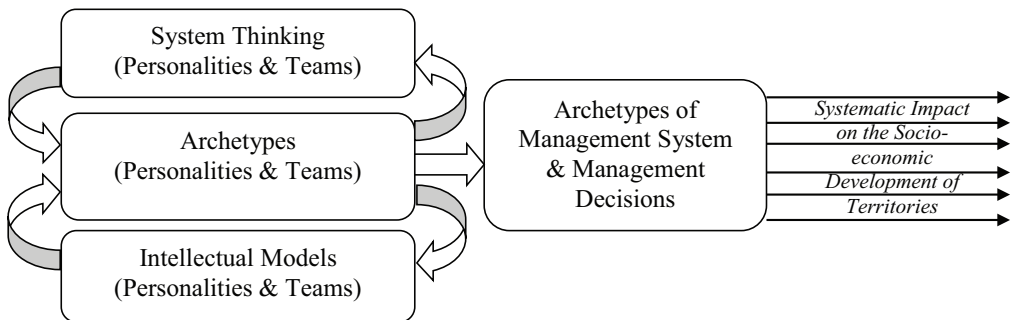 System Thinking
(Personalities & Teams)
Archetypes
(Personalities & Teams)
Intellectual Models
(Personalities & Teams)
Archetypes of
Management System
& Management
Decisions
Systematic Impact
on the Socio-
economic
Development of
Territories